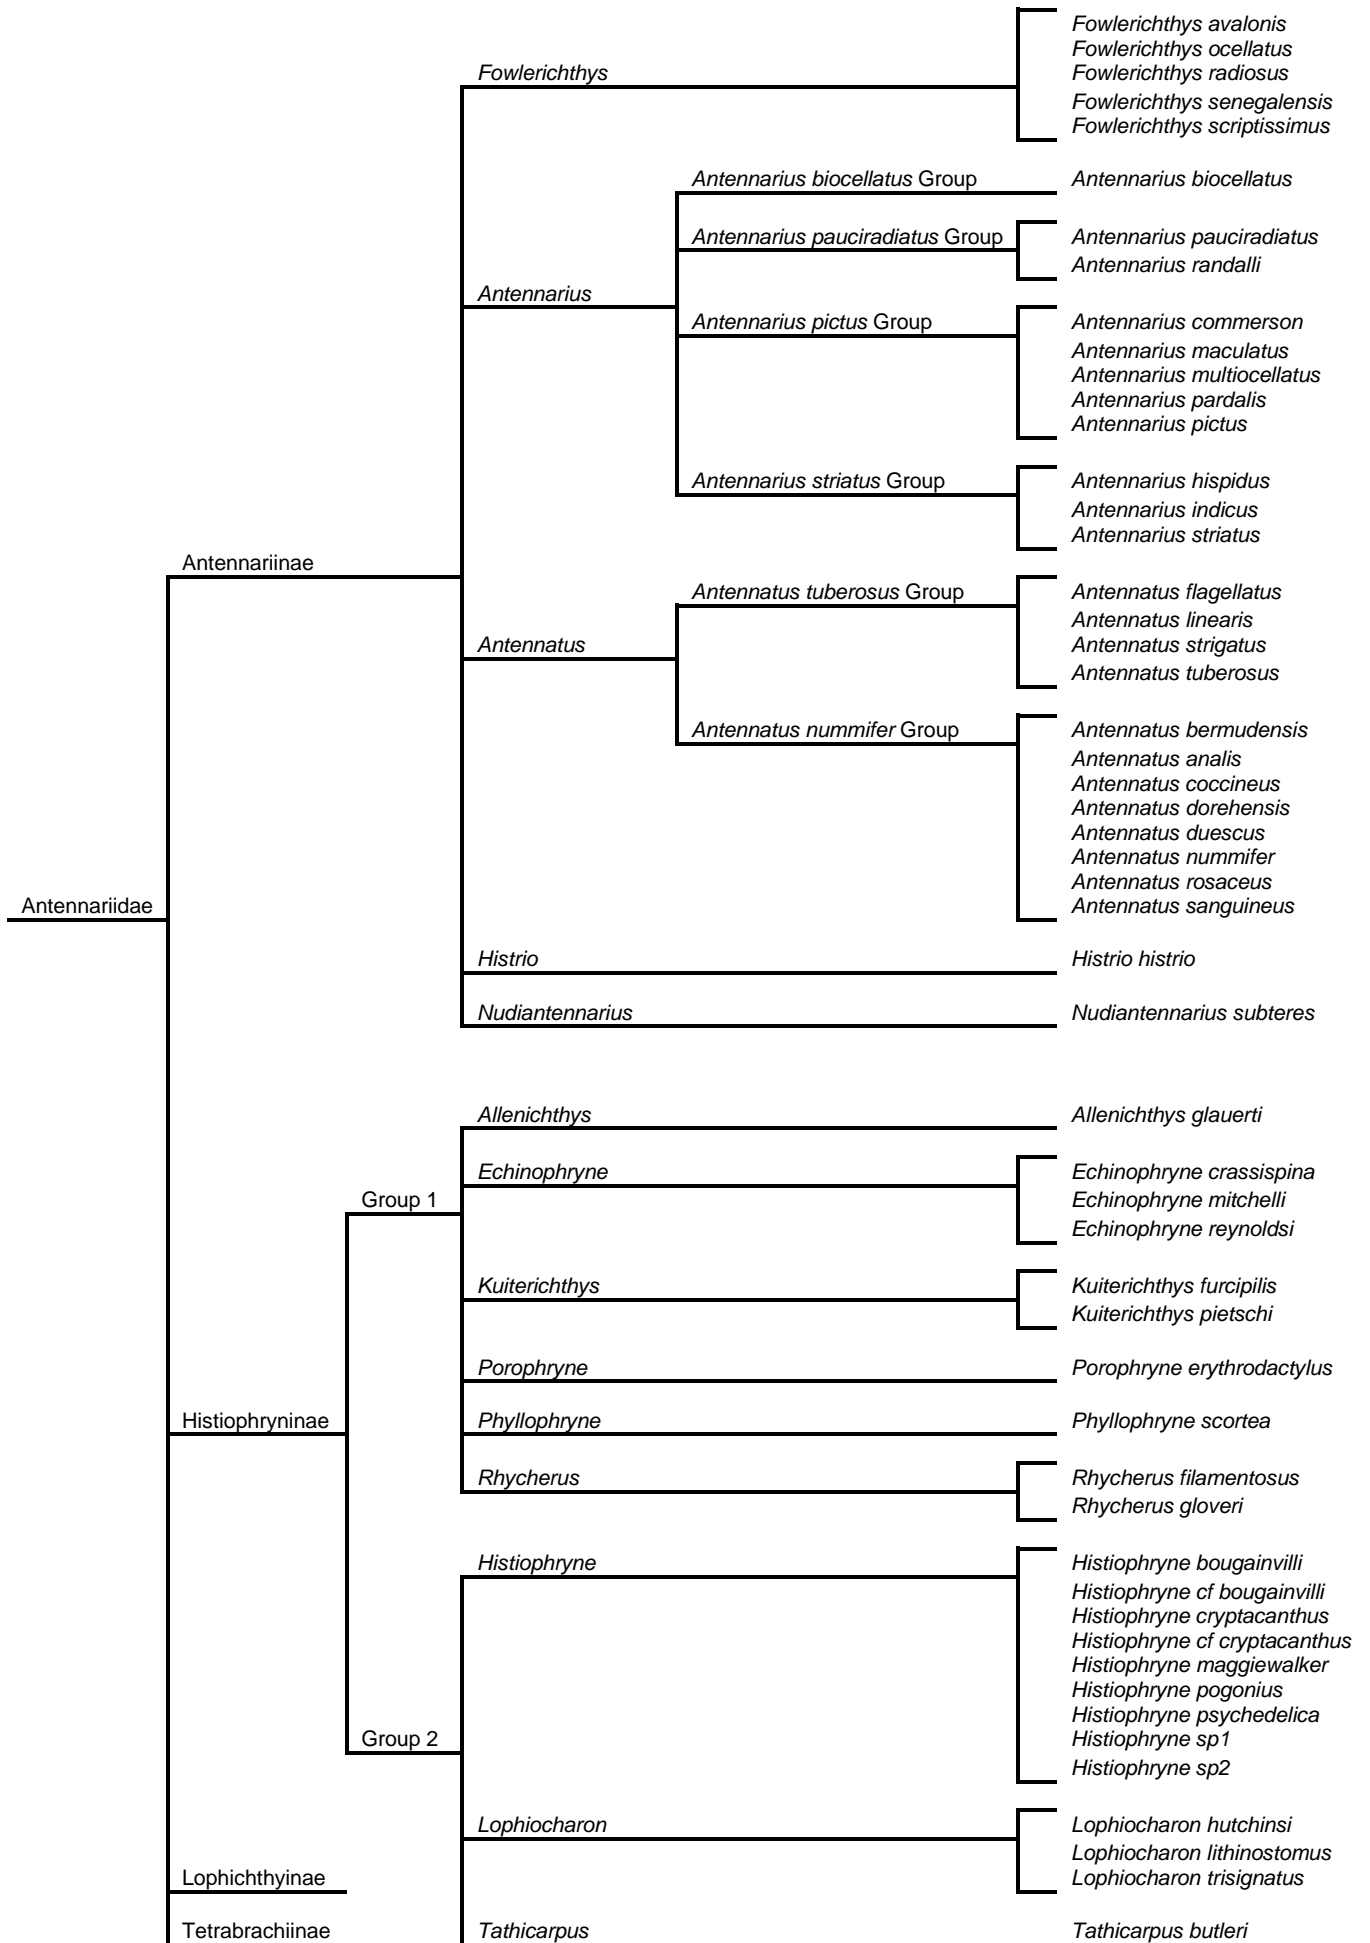 Fowlerichthys avalonis
Fowlerichthys ocellatus
Fowlerichthys
Fowlerichthys radiosus
Fowlerichthys senegalensis
Fowlerichthys scriptissimus
Antennarius biocellatus Group
Antennarius biocellatus
Antennarius pauciradiatus Group
Antennarius pauciradiatus
Antennarius randalli
Antennarius
Antennarius pictus Group
Antennarius commerson
Antennarius maculatus
Antennarius multiocellatus
Antennarius pardalis
Antennarius pictus
Antennarius striatus Group
Antennarius hispidus
Antennarius indicus
Antennarius striatus
Antennariinae
Antennatus tuberosus Group
Antennatus flagellatus
Antennatus linearis
Antennatus
Antennatus strigatus
Antennatus tuberosus
Antennatus nummifer Group
Antennatus bermudensis
Antennatus analis
Antennatus coccineus
Antennatus dorehensis
Antennatus duescus
Antennatus nummifer
Antennatus rosaceus
Antennariidae
Antennatus sanguineus
Histrio
Histrio histrio
Nudiantennarius
Nudiantennarius subteres
Allenichthys
Allenichthys glauerti
Echinophryne
Echinophryne crassispina
Group 1
Echinophryne mitchelli
Echinophryne reynoldsi
Kuiterichthys
Kuiterichthys furcipilis
Kuiterichthys pietschi
Porophryne
Porophryne erythrodactylus
Histiophryninae
Phyllophryne
Phyllophryne scortea
Rhycherus
Rhycherus filamentosus
Rhycherus gloveri
Histiophryne
Histiophryne bougainvilli
Histiophryne cf bougainvilli
Histiophryne cryptacanthus
Histiophryne cf cryptacanthus
Histiophryne maggiewalker
Histiophryne pogonius
Histiophryne psychedelica
Group 2
Histiophryne sp1
Histiophryne sp2
Lophiocharon
Lophiocharon hutchinsi
Lophiocharon lithinostomus
Lophichthyinae
Lophiocharon trisignatus
Tetrabrachiinae
Tathicarpus
Tathicarpus butleri